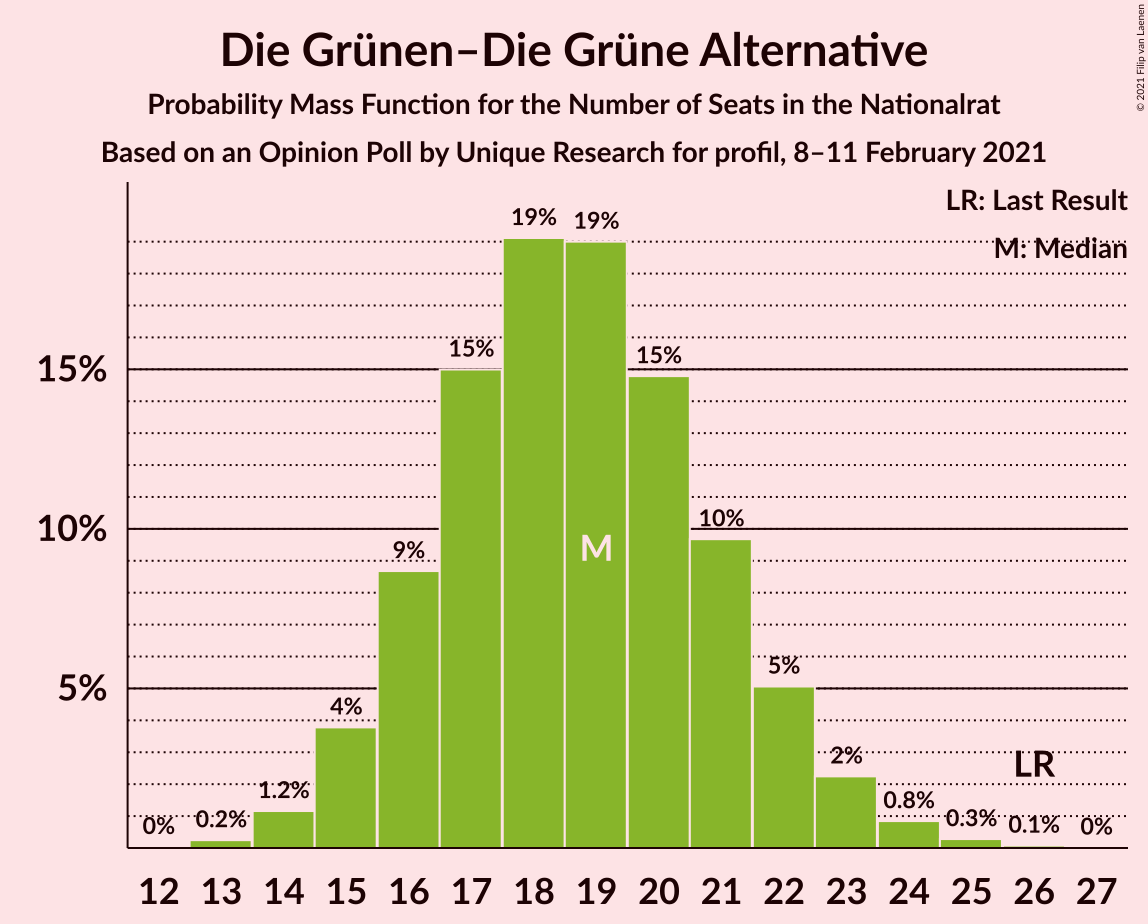 Die Grünen–Die Grüne Alternative
Probability Mass Function for the Number of Seats in the Nationalrat
Based on an Opinion Poll by Unique Research for profil, 8–11 February 2021
© 2021 Filip van Laenen
LR: Last Result
M: Median
19% 19%
15% 15%
15%
10%
10%
9%
M
5%
5%
4%
2%
LR
1.2%
0.8%
0% 0.2% 0.3% 0.1% 0%
12 13 14 15 16 17 18 19 20 21 22 23 24 25 26 27